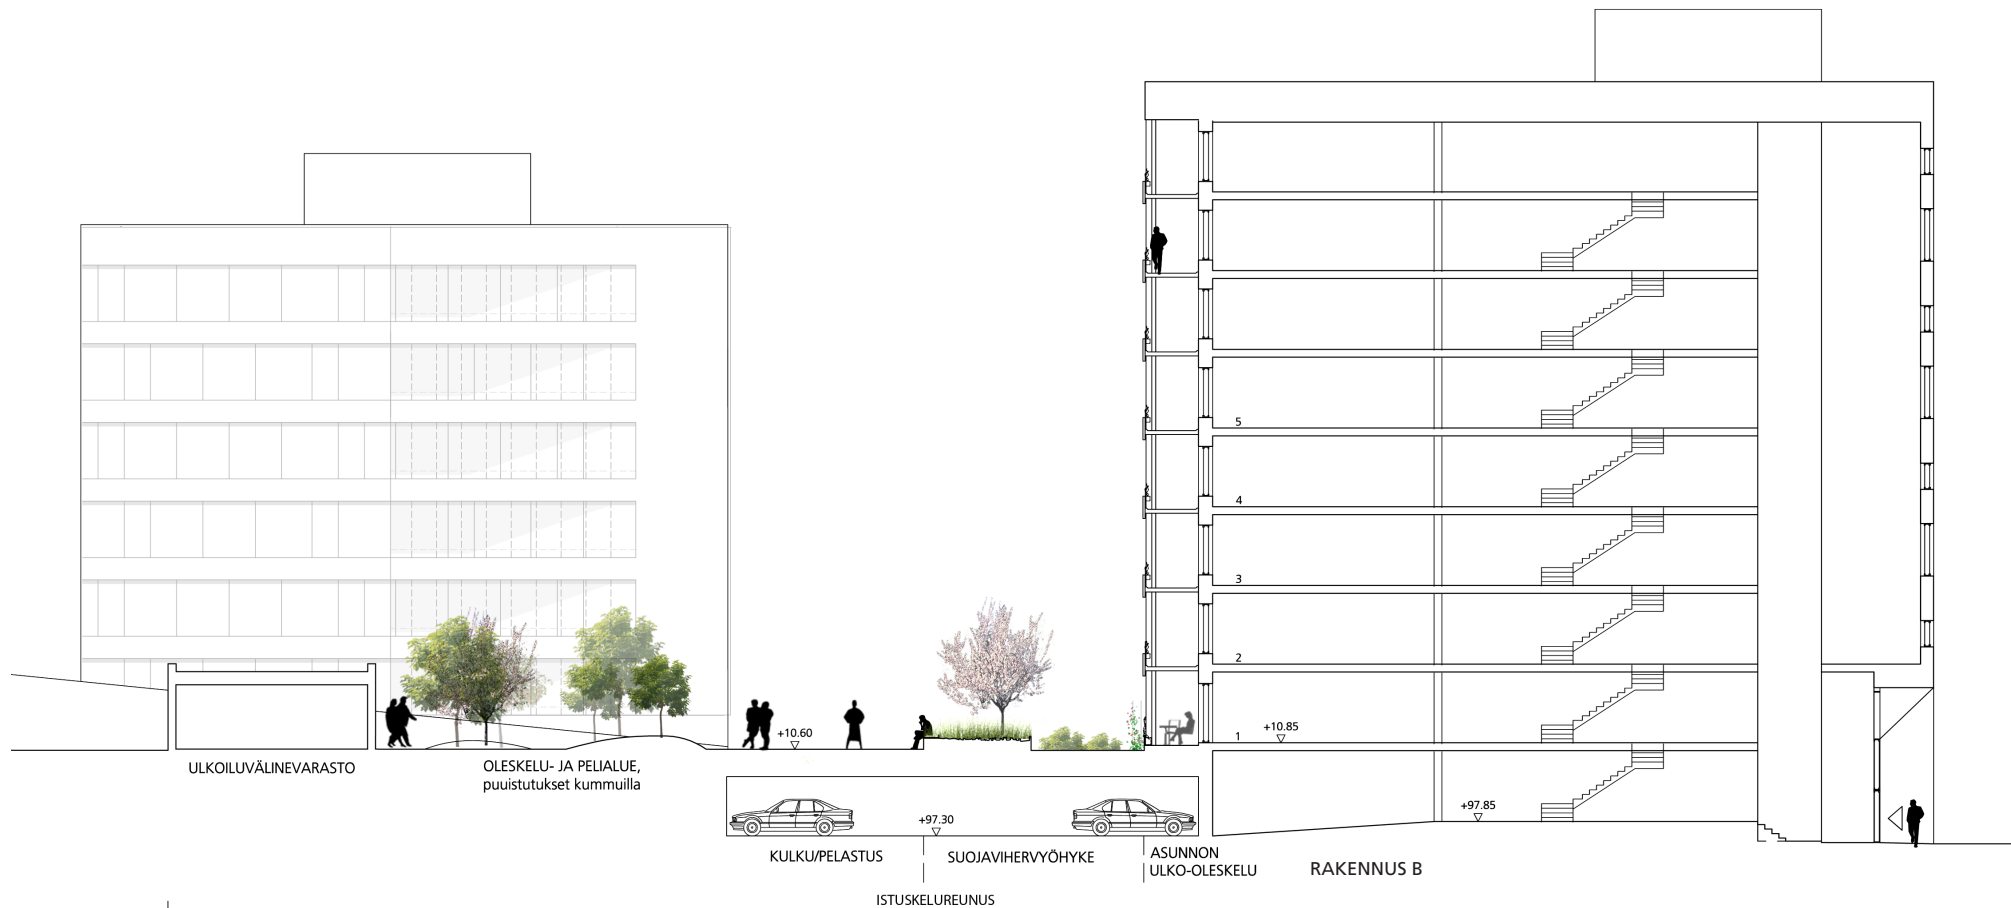 5
4
3
2
+10.60
+10.85
1
ULKOILUVÄLINEVARASTO
OLESKELU- JA PELIALUE,
puuistutukset kummuilla
+97.30
+97.85
KULKU/PELASTUS
SUOJAVIHERVYÖHYKE
ASUNNON
ULKO-OLESKELU
RAKENNUS B
ISTUSKELUREUNUS